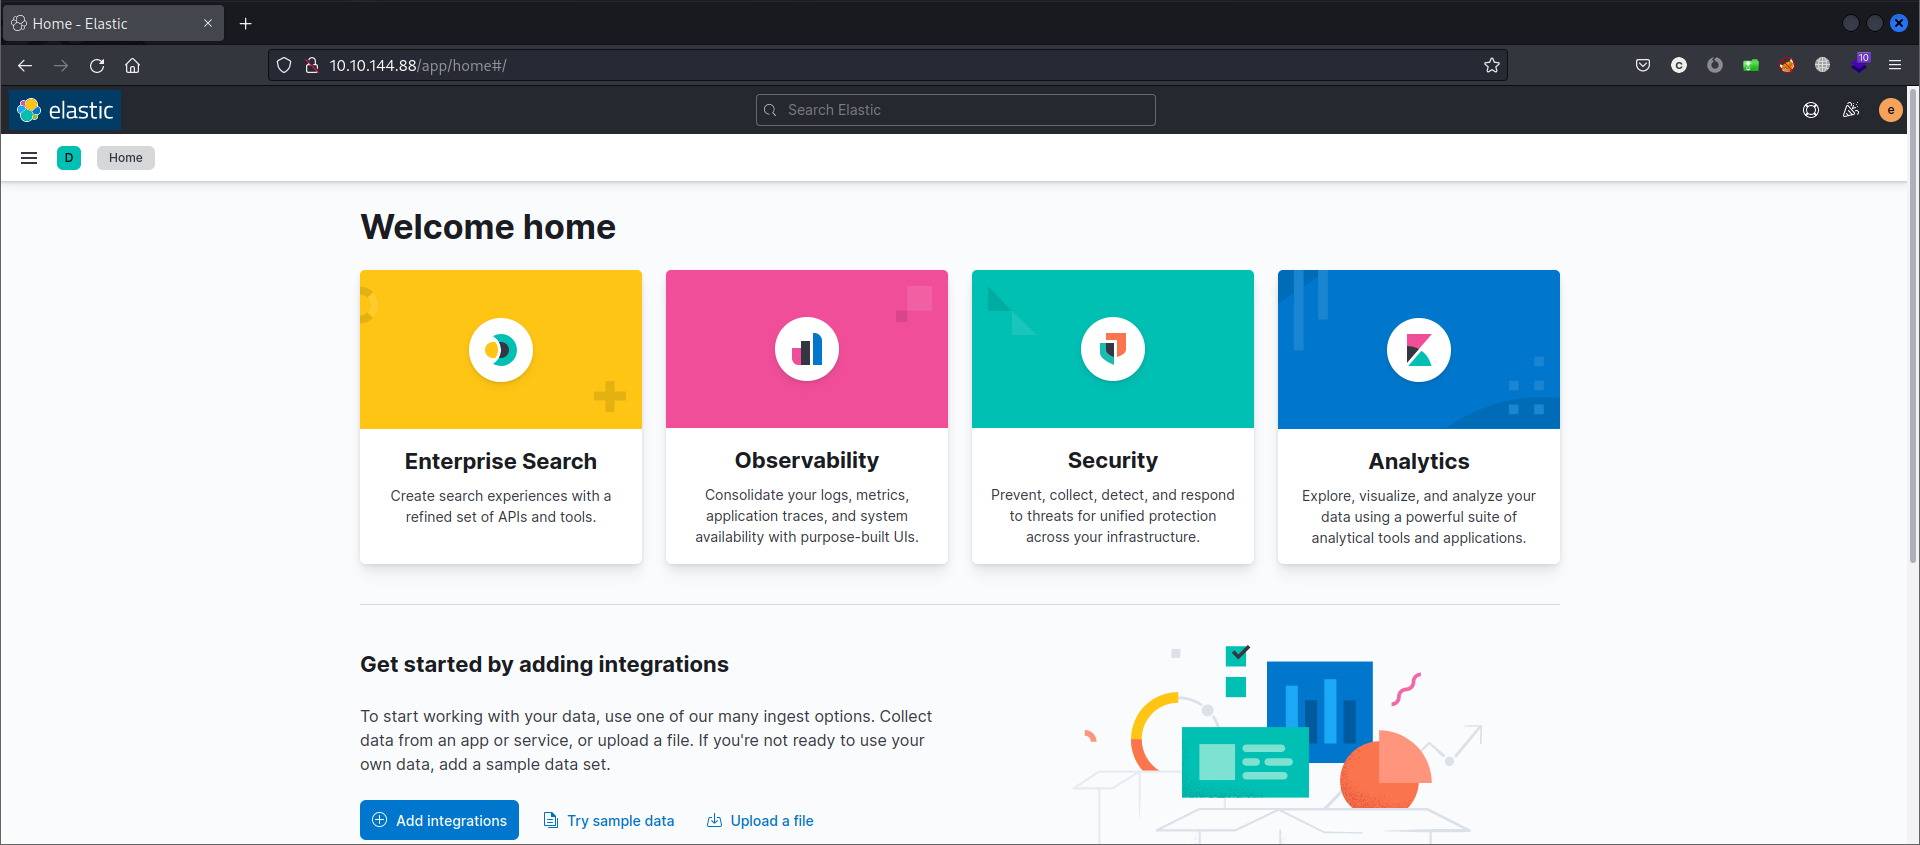 Home - Elastic
10.10.144.88/app/home#/
10
elastic
Search Elastic
e
D
Home
Welcome home
Enterprise Search
Create search experiences with a
refined set of APIs and tools.
Observability
Consolidate your logs, metrics,
application traces, and system
availability with purpose-built UIs.
Security
Prevent, collect, detect, and respond
to threats for unified protection
across your infrastructure.
Analytics
Explore, visualize, and analyze your
data using a powerful suite of
analytical tools and applications.
Get started by adding integrations
To start working with your data, use one of our many ingest options. Collect
data from an app or service, or upload a file. If you're not ready to use your
own data, add a sample data set.
Add integrations
Try sample data
Upload a file